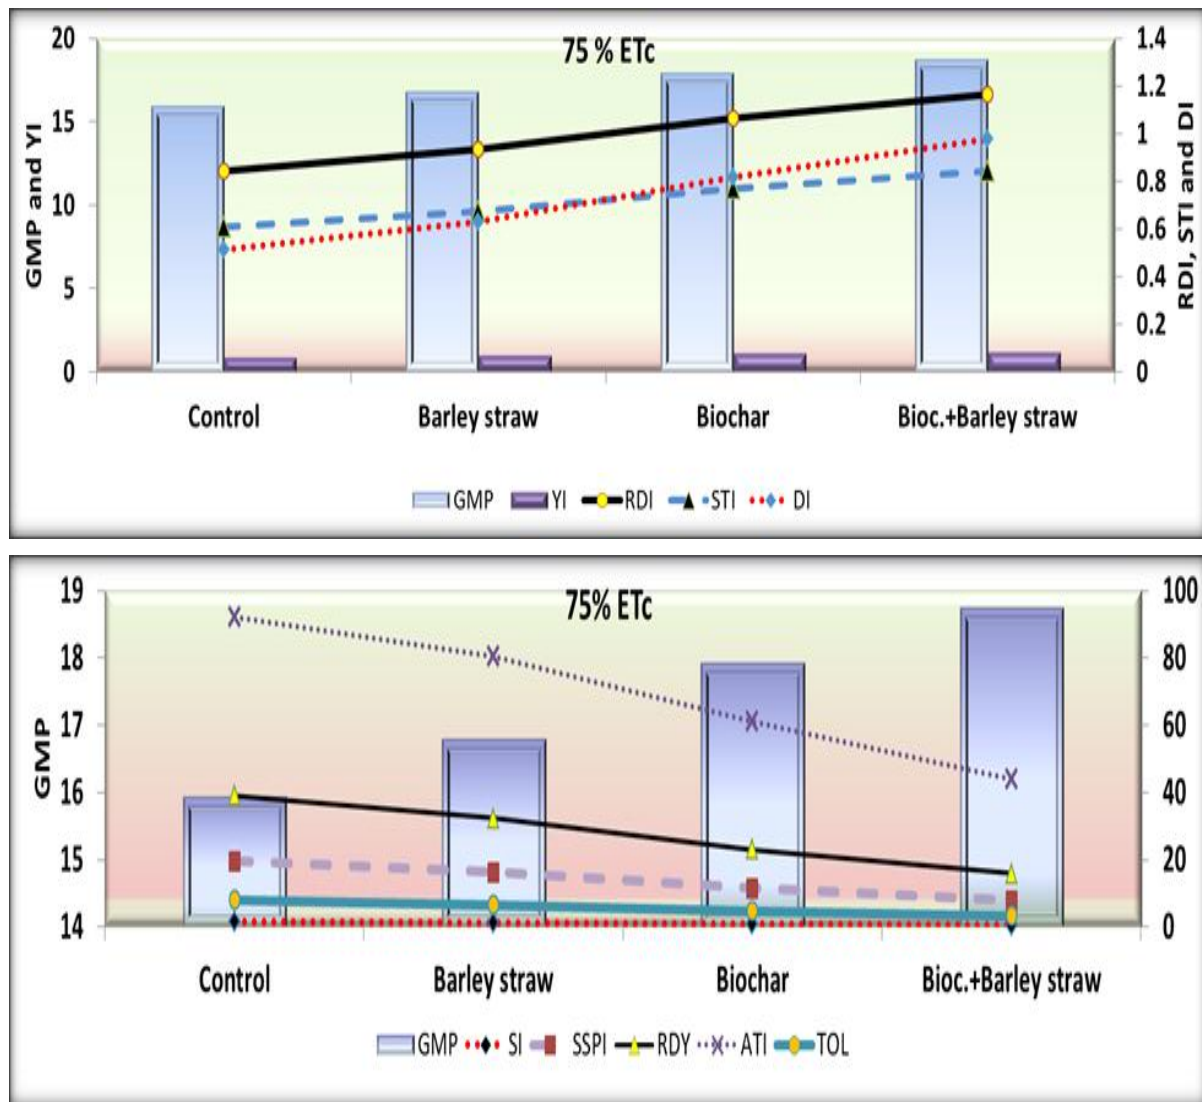 75 % ETc
GMP and YI
20
15
10
5
0
1.4
1.2
1
0.8
0.6
0.4
0.2
0
RDI, STI and DI
Control Barley straw Biochar Bioc.+Barley straw
GMP YI RDI STI DI
75% ETc
GMP
19
18
17
16
15
14
100
80
60
40
20
0
Control Barley straw Biochar Bioc.+Barley straw
GMP SI SSPI RDY ATI TOL